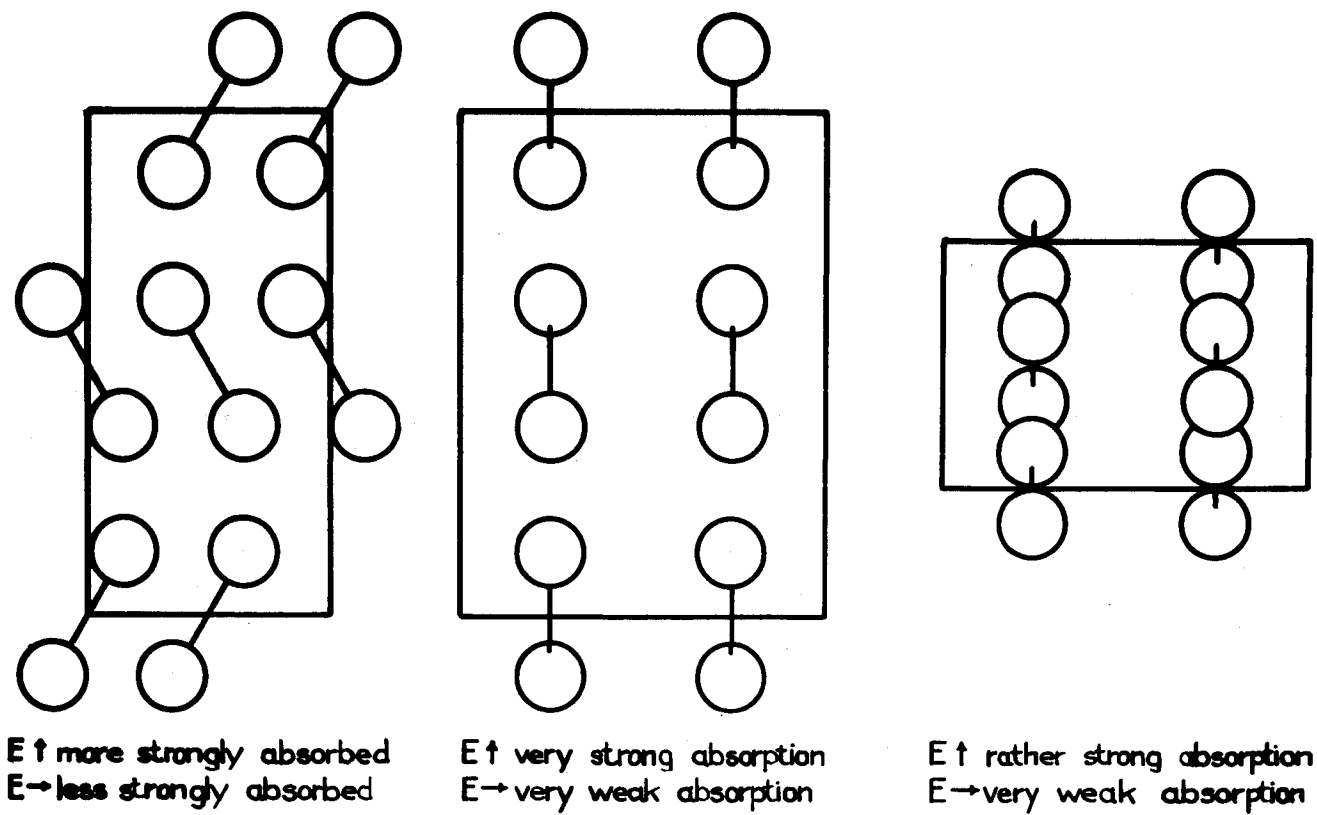 E↑ more strongly absorbed
E→less strongly absorbed
E↑ very strong absorption
E→very weak absorption
E↑ rather strong absorption
E→very weak absorption